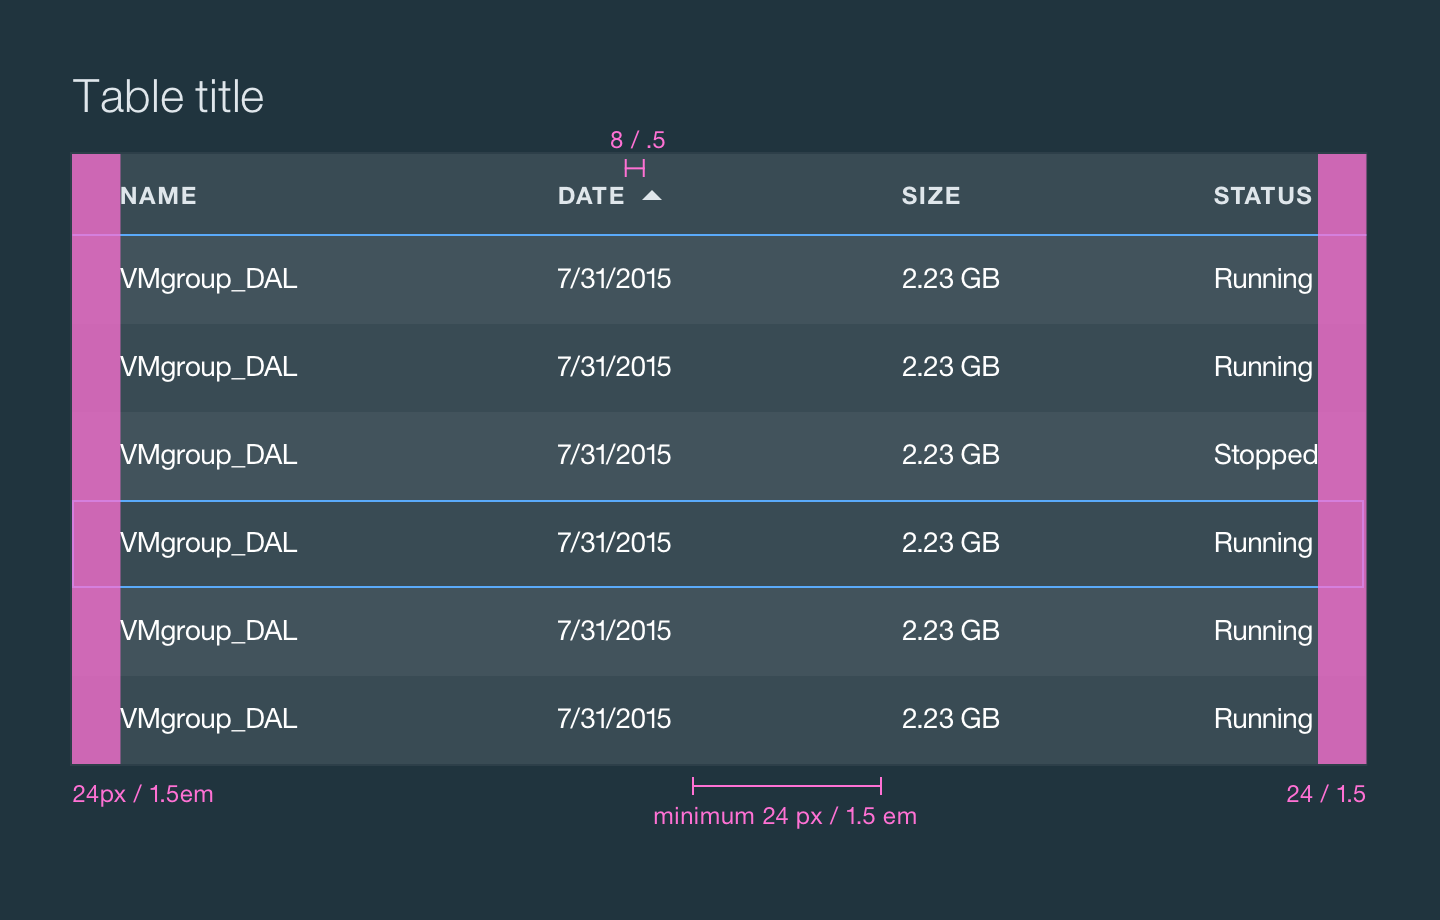 Table title
8 / .5
NAME DATE SIZE STATUS
VMgroup_DAL 7/31/2015 2.23 GB Running
VMgroup_DAL 7/31/2015 2.23 GB Running
VMgroup_DAL 7/31/2015 2.23 GB Stopped
VMgroup_DAL 7/31/2015 2.23 GB Running
VMgroup_DAL 7/31/2015 2.23 GB Running
VMgroup_DAL 7/31/2015 2.23 GB Running
24px / 1.5em 24 / 1.5
minimum 24 px / 1.5 em